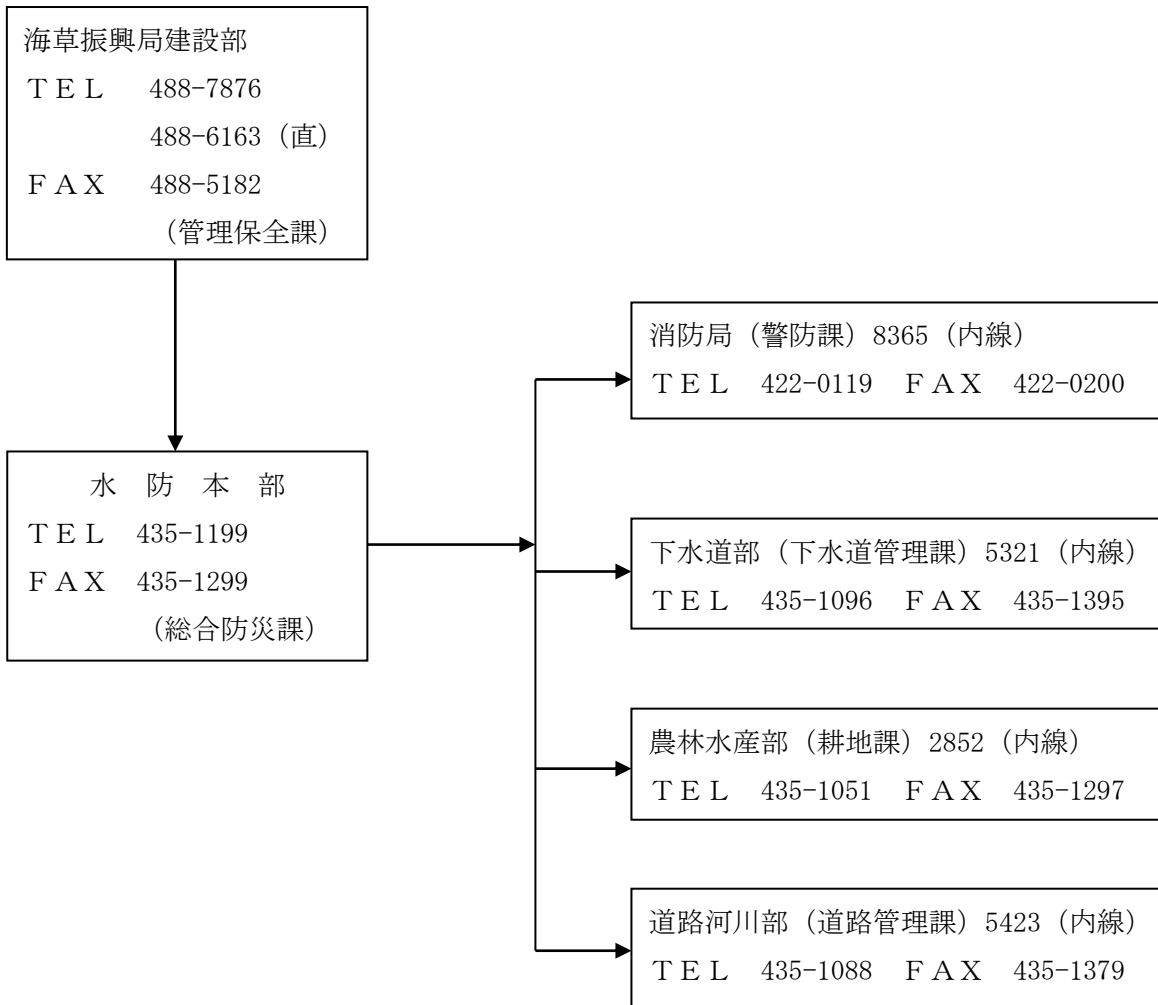 海草振興局建設部
ＴＥＬ　488-7876
488-6163（直）
ＦＡＸ　488-5182
（管理保全課）
水　防　本　部
ＴＥＬ　435-1199
ＦＡＸ　435-1299
（総合防災課）
消防局（警防課）8365（内線）
ＴＥＬ　422-0119　ＦＡＸ　422-0200
下水道部（下水道管理課）5321（内線）
ＴＥＬ　435-1096　ＦＡＸ　435-1395
農林水産部（耕地課）2852（内線）
ＴＥＬ　435-1051　ＦＡＸ　435-1297
道路河川部（道路管理課）5423（内線）
ＴＥＬ　435-1088　ＦＡＸ　435-1379